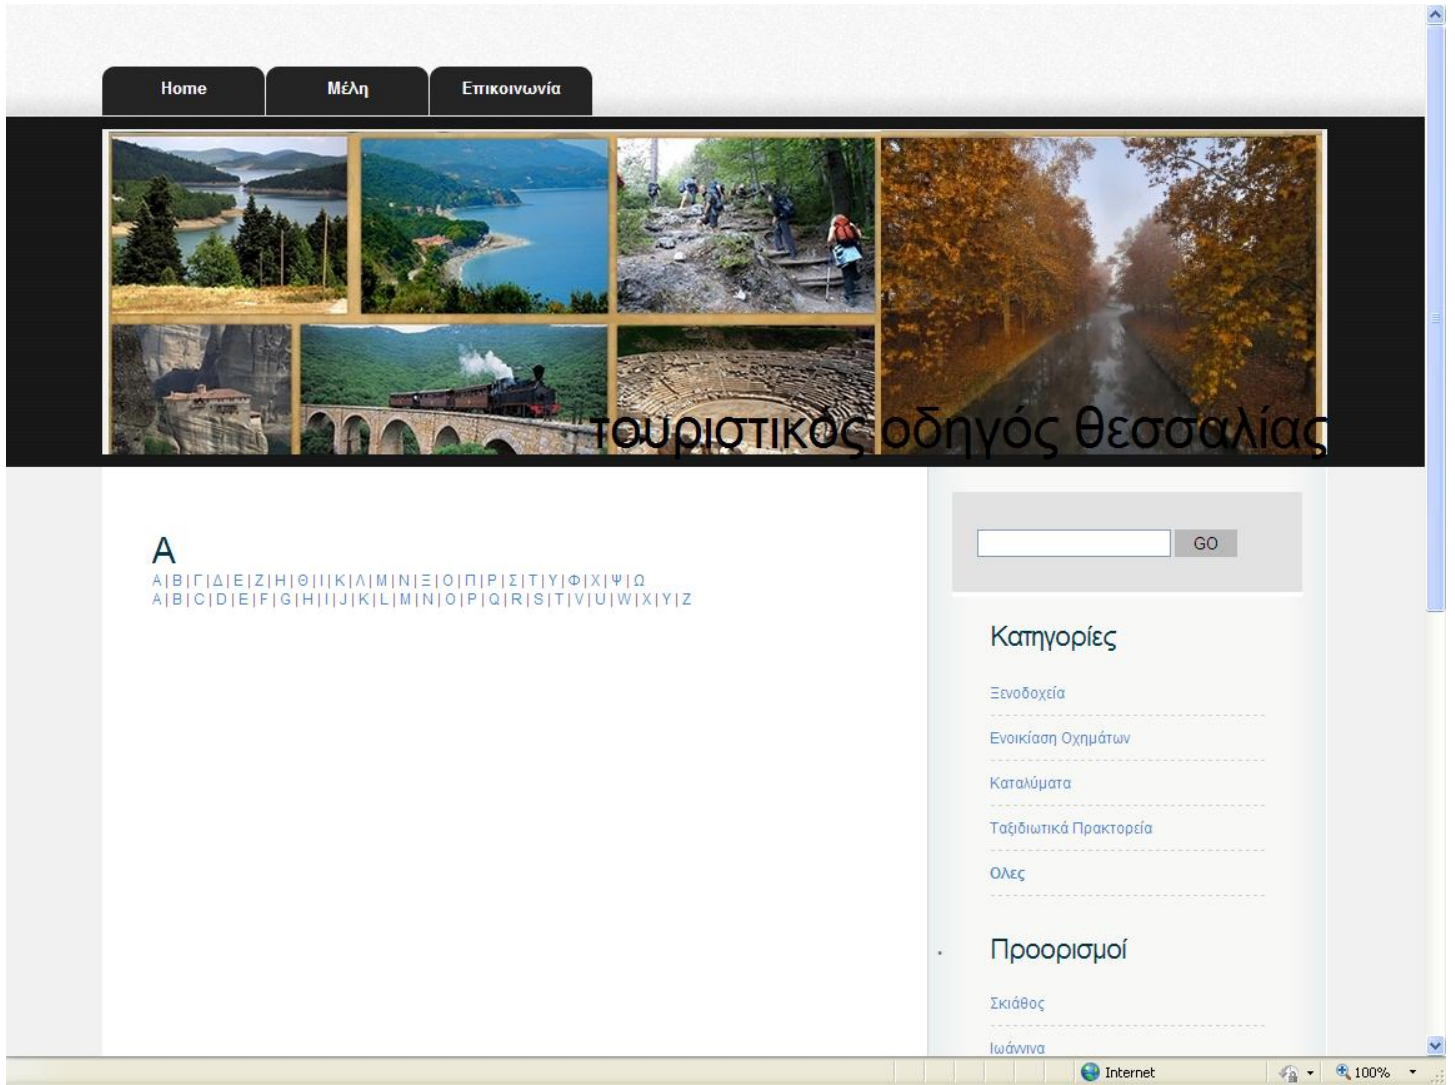 Home Μέλη Επικοινωνία
τουριστικός οδηγός θεσσαλίας
GO
Α
Α|Β|Γ|Δ|Ε|Ζ|Η|Θ|Ι|Κ|Λ|Μ|Ν|Ξ|Ο|Π|Ρ|Σ|Τ|Υ|Φ|Χ|Ψ|Ω
A|B|C|D|E|F|G|H|I|J|K|L|M|N|O|P|Q|R|S|T|V|U|W|X|Y|Z
Κατηγορίες
Ξενοδοχεία
Ενοικίαση Οχημάτων
Καταλύματα
Ταξιδιωτικά Πρακτορεία
Ολες
Προορισμοί
Σκιάθος
Ιωάννινα
Internet 100%